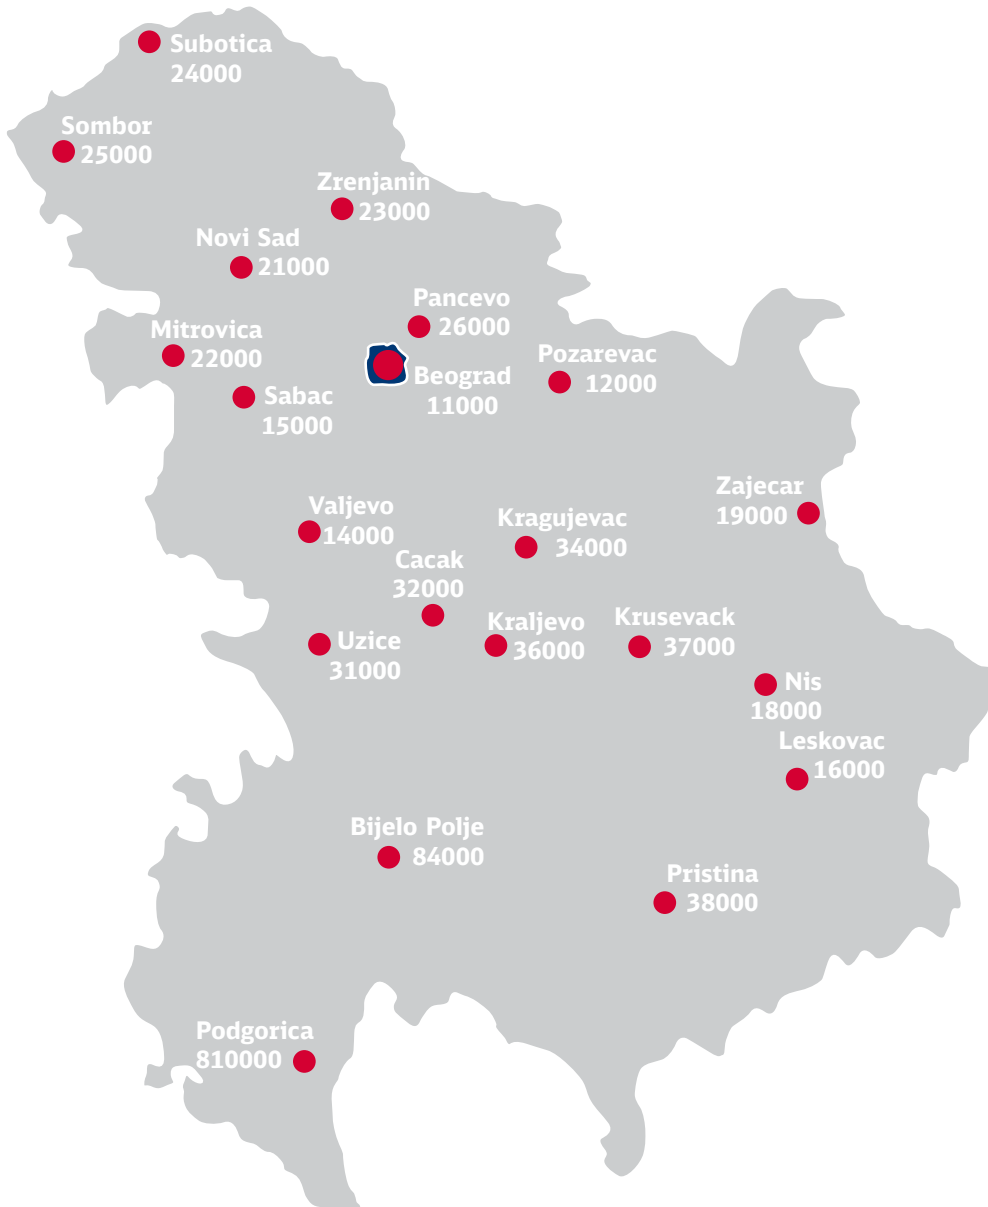 Subotica
24000
Sombor
25000
Zrenjanin
23000
Novi Sad
21000
Pancevo
26000
Mitrovica
22000
Beograd
11000
Pozarevac
12000
Sabac
15000
Zajecar
19000
Valjevo
14000
Kragujevac
34000
Cacak
32000
Kraljevo
36000
Krusevack
37000
Uzice
31000
Nis
18000
Leskovac
16000
Bijelo Polje
84000
Pristina
38000
Podgorica
810000